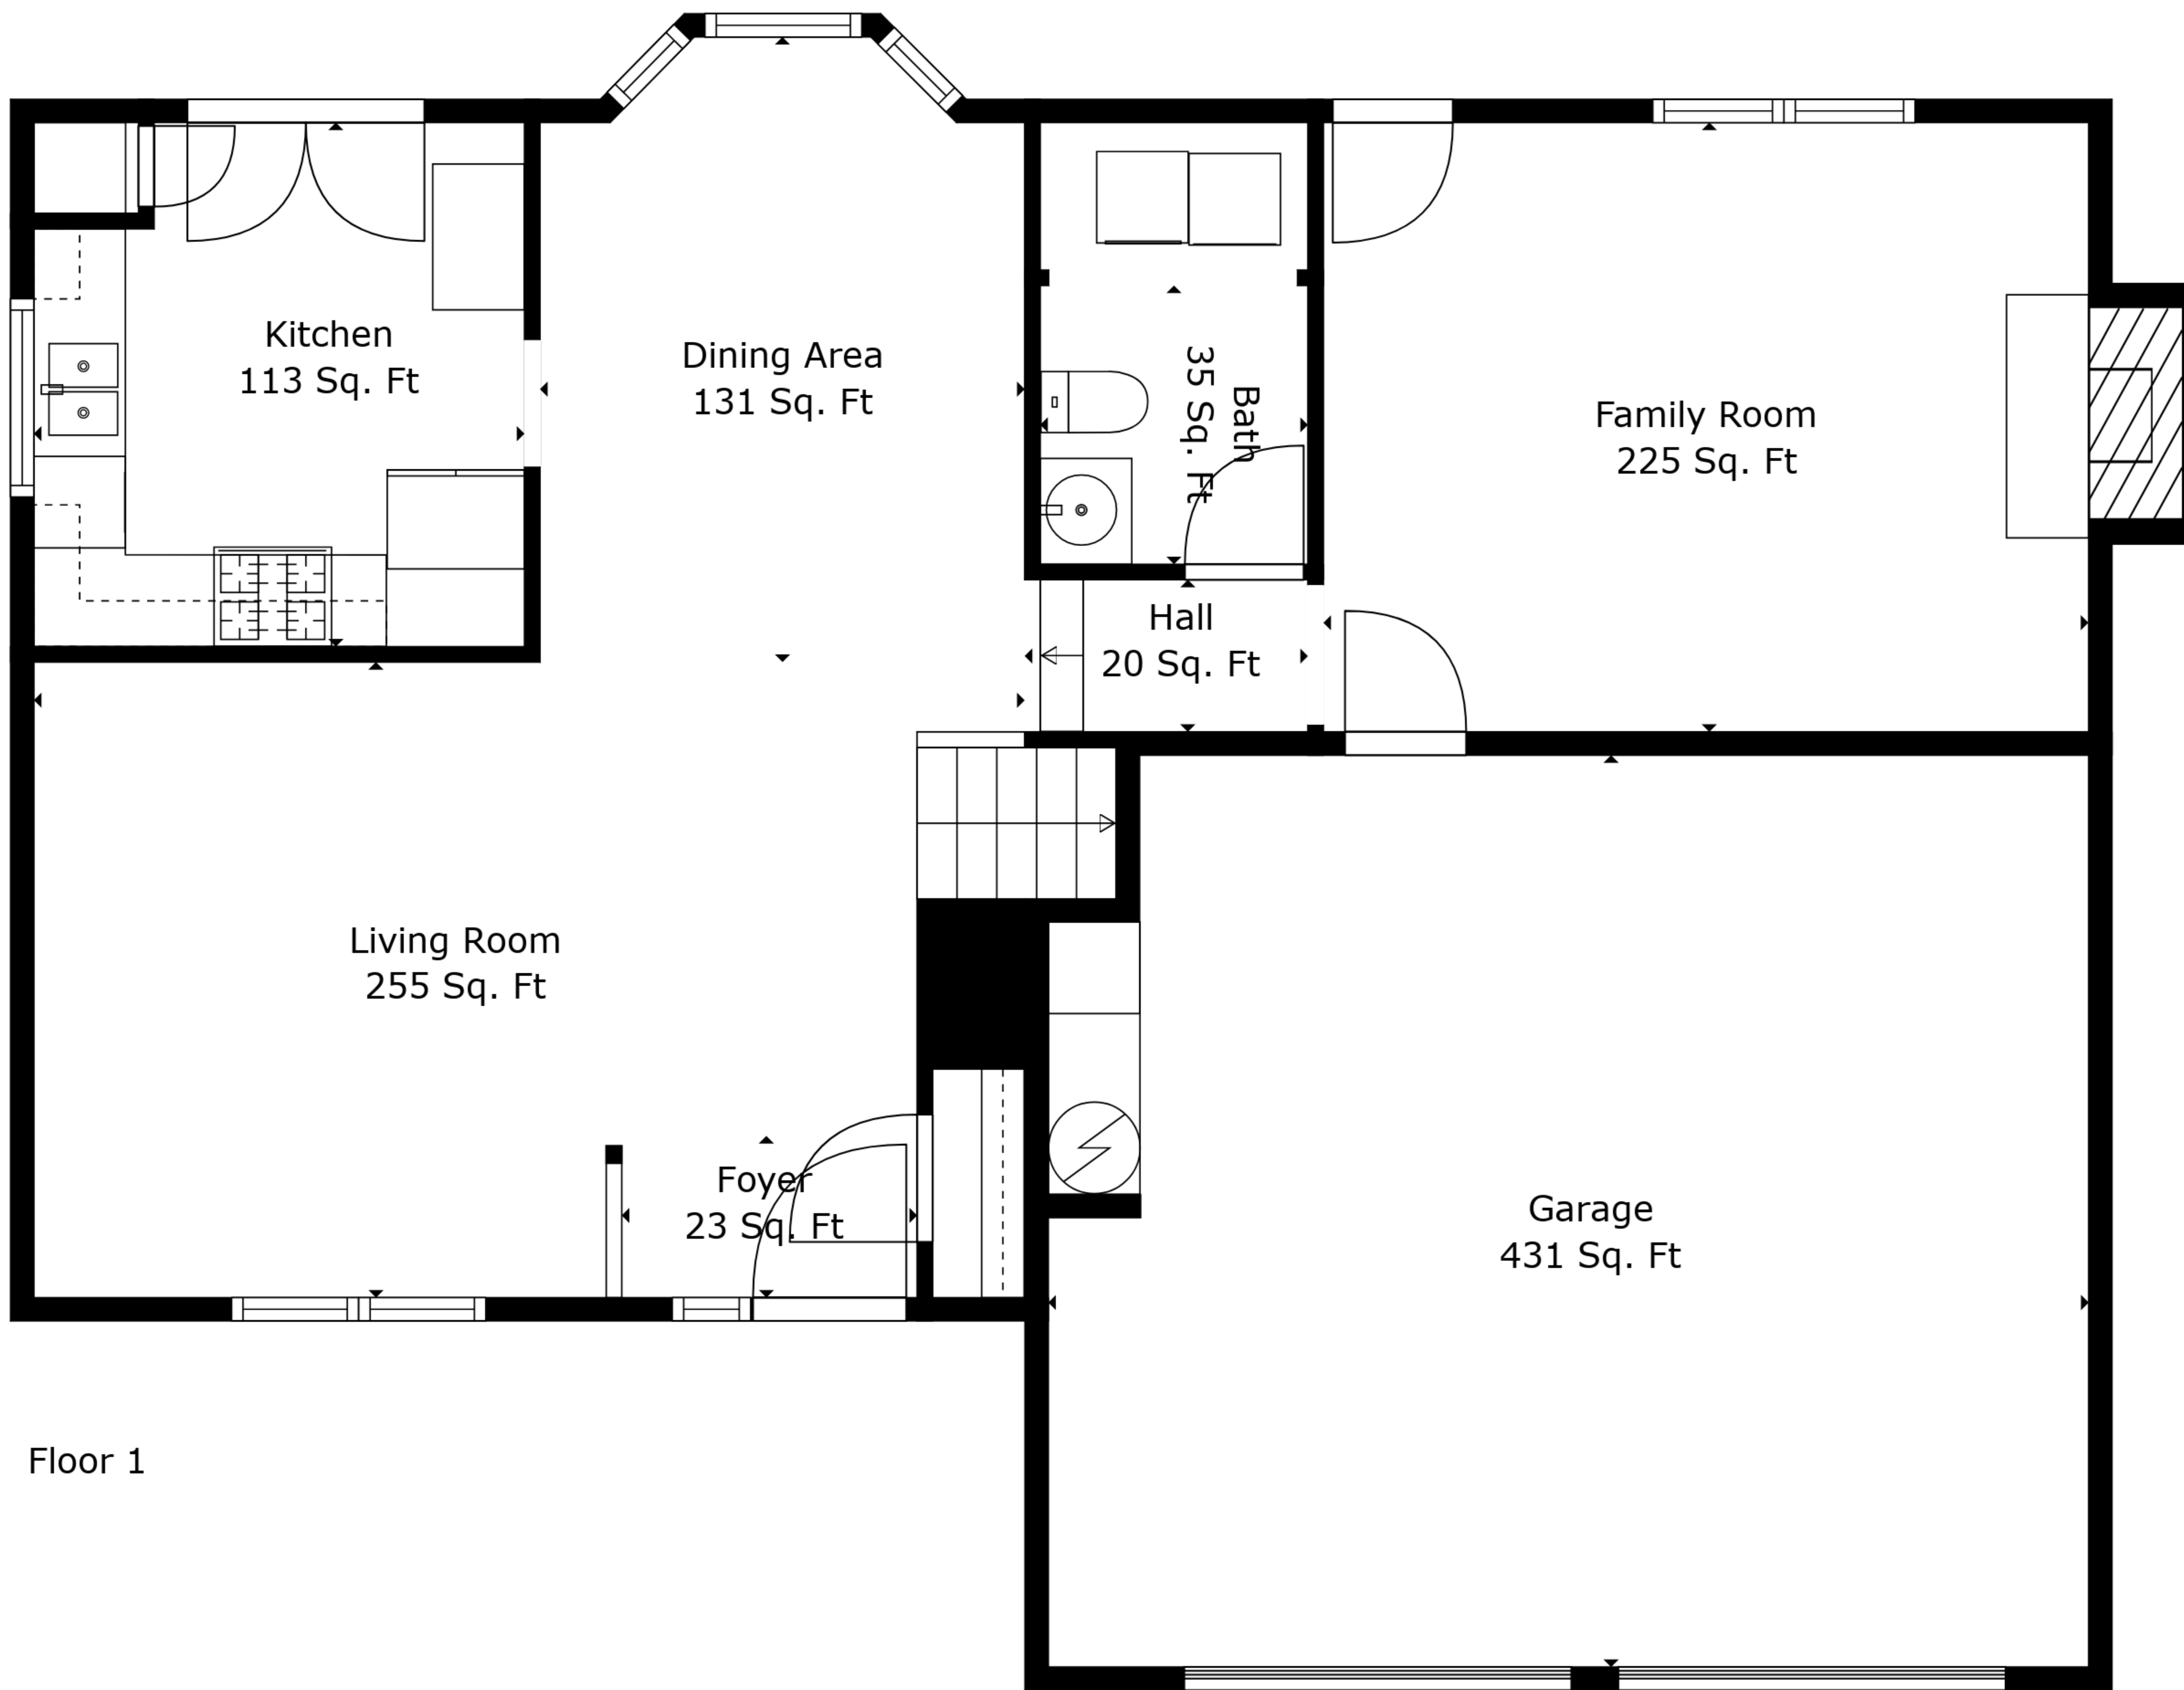 Kitchen
113 Sq. Ft
Dining Area
131 Sq. Ft
Bath
35 Sq. Ft
Family Room
225 Sq. Ft
Hall
20 Sq. Ft
Living Room
255 Sq. Ft
Foyer
23 Sq. Ft
Garage
431 Sq. Ft
Floor 1